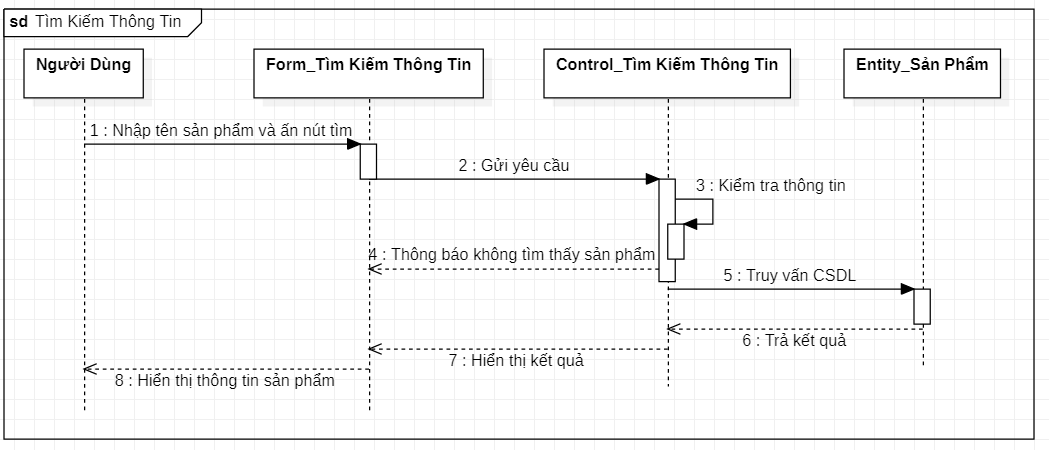 sd Tìm Kiếm Thông Tin
Người Dùng
Form_Tìm Kiếm Thông Tin
Control_Tìm Kiếm Thông Tin
Entity_Sản Phẩm
1 : Nhập tên sản phẩm và ấn nút tìm
2 : Gửi yêu cầu
3 : Kiểm tra thông tin
4 : Thông báo không tìm thấy sản phẩm
5 : Truy vấn CSDL
6 : Trả kết quả
7 : Hiển thị kết quả
8 : Hiển thị thông tin sản phẩm